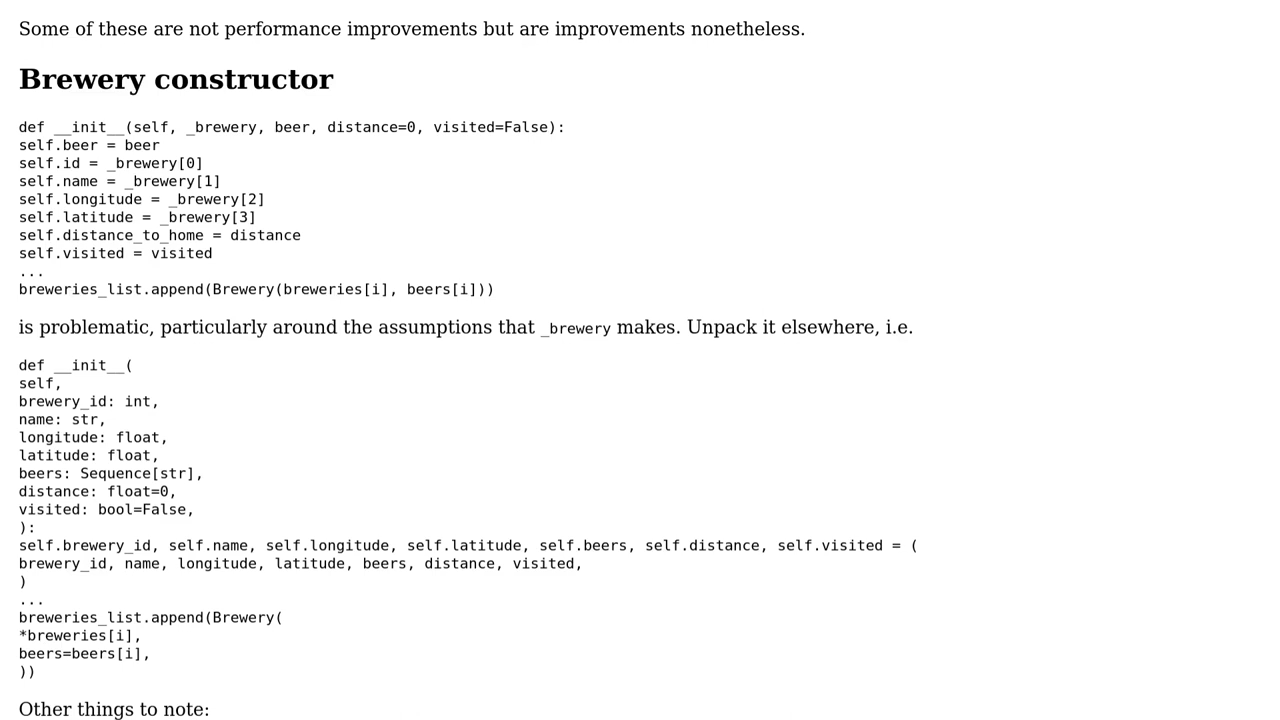 Some of these are not performance improvements but are improvements nonetheless.
Brewery constructor
def __init__(self, _brewery, beer, distance=0, visited=False):
self.beer = beer
self.id = _brewery[0]
self.name = _brewery[1]
self.longitude = _brewery[2]
self.latitude = _brewery[3]
self.distance_to_home = distance
self.visited = visited
...
breweries_list.append(Brewery(breweries[i], beers[i]))
is problematic, particularly around the assumptions that _brewery makes. Unpack it elsewhere, i.e.
def __init__(
self,
brewery_id: int,
name: str,
longitude: float,
latitude: float,
beers: Sequence[str],
distance: float=0,
visited: bool=False,
):
self.brewery_id, self.name, self.longitude, self.latitude, self.beers, self.distance, self.visited = (
brewery_id, name, longitude, latitude, beers, distance, visited,
)
...
breweries_list.append(Brewery(
*breweries[i],
beers=beers[i],
))
Other things to note: